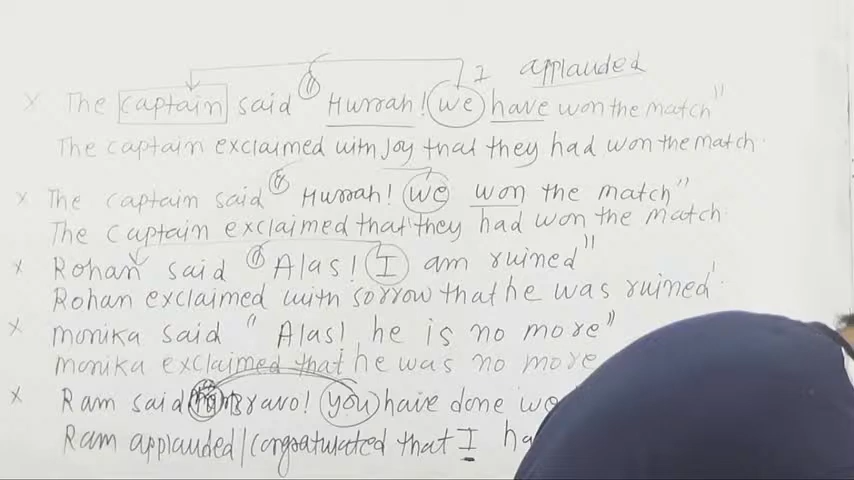 I applauded
x The captain said " Hurrah! we have won the match"
The captain exclaimed with joy that they had won the match.
x The captain said " Hurrah! we won the match"
The captain exclaimed that they had won the match.
x Rohan said " Alas! I am ruined"
Rohan exclaimed with sorrow that he was ruined.
x monika said " Alas! he is no more"
monika exclaimed that he was no more
x Ram said Bravo! you have done
Ram applauded/congratulated that I